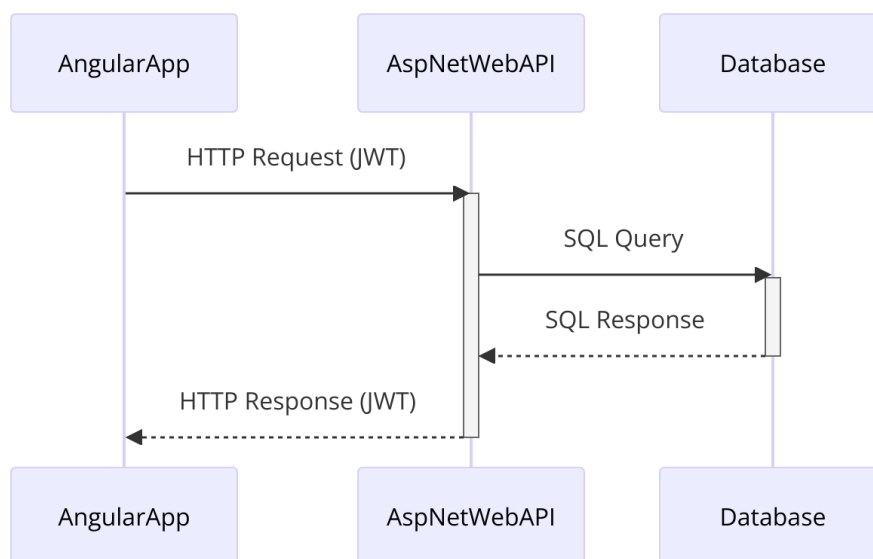 AngularApp
AspNetWebAPI
Database
HTTP Request (JWT)
SQL Query
SQL Response
HTTP Response (JWT)
AngularApp
AspNetWebAPI
Database